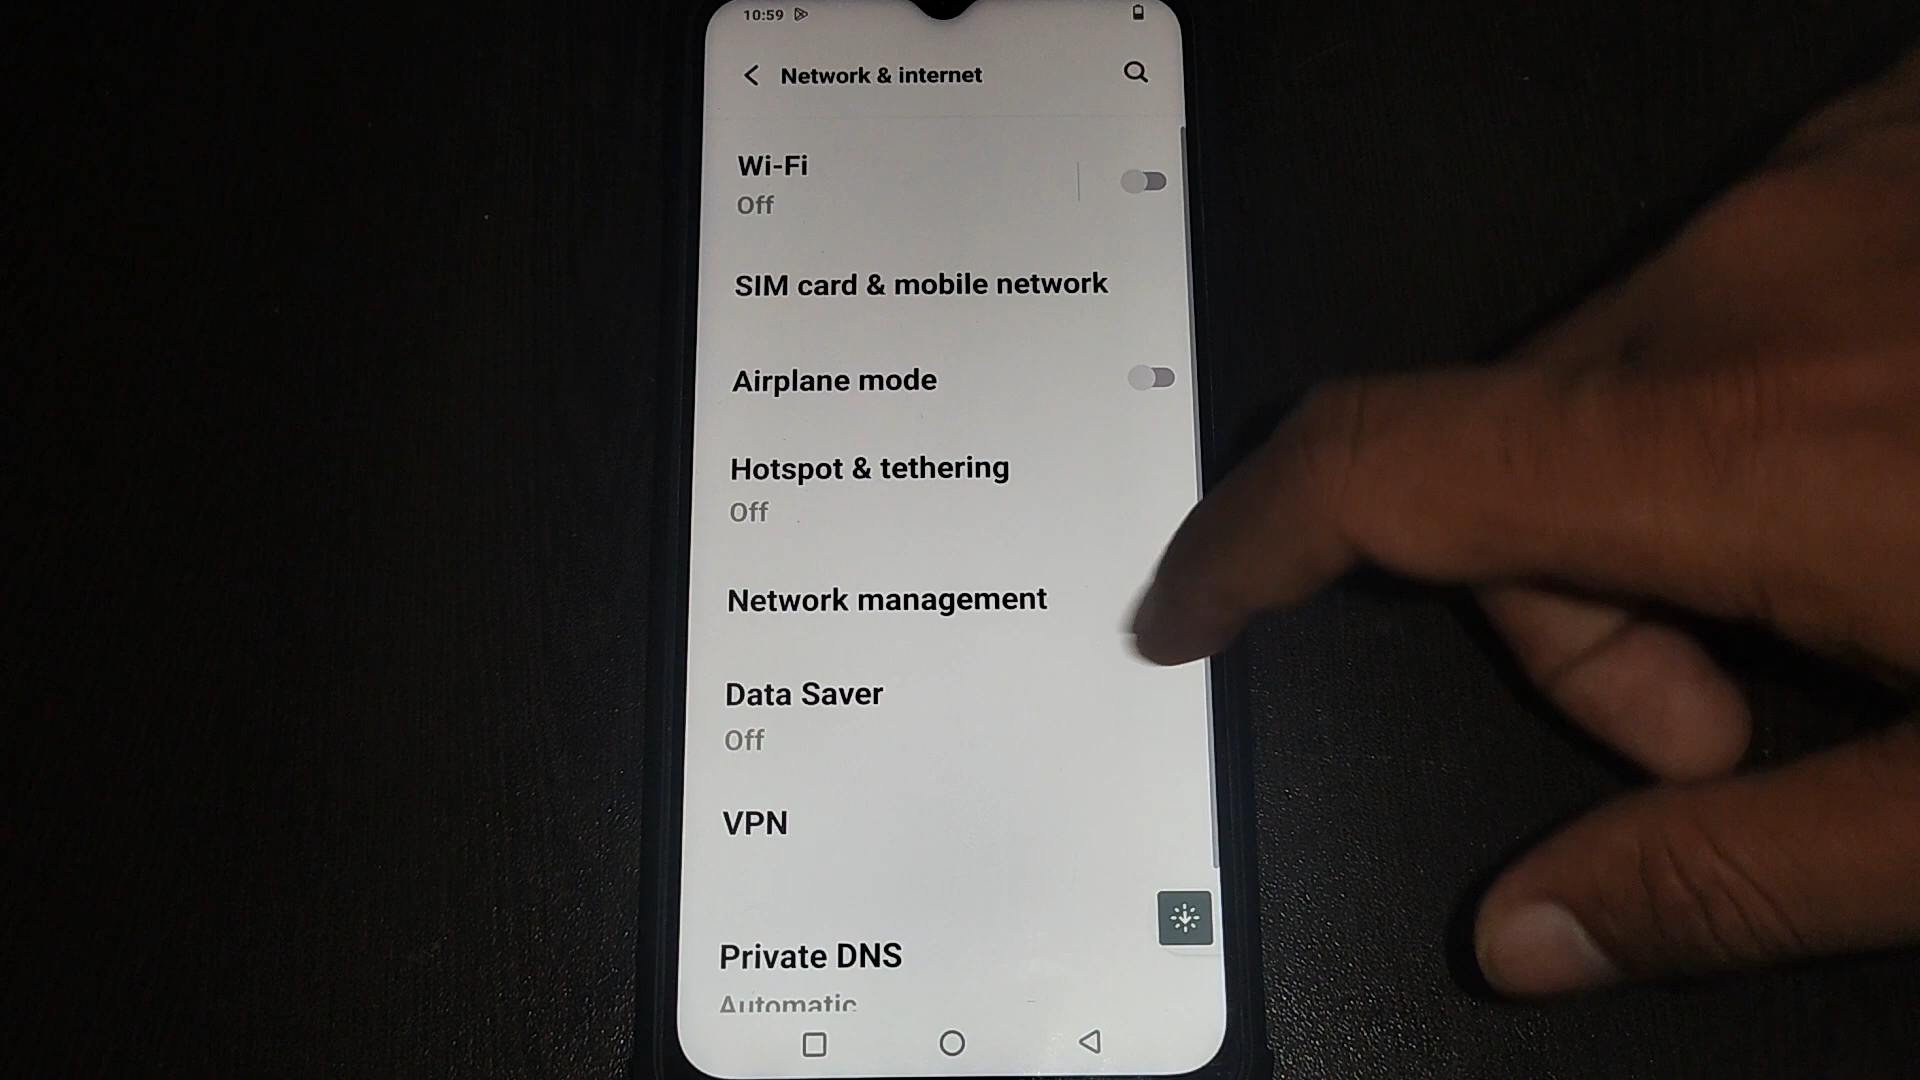 10:59
Network & internet
Wi-Fi
Off
SIM card & mobile network
Airplane mode
Hotspot & tethering
Off
Network management
Data Saver
Off
VPN
Private DNS
Automatic